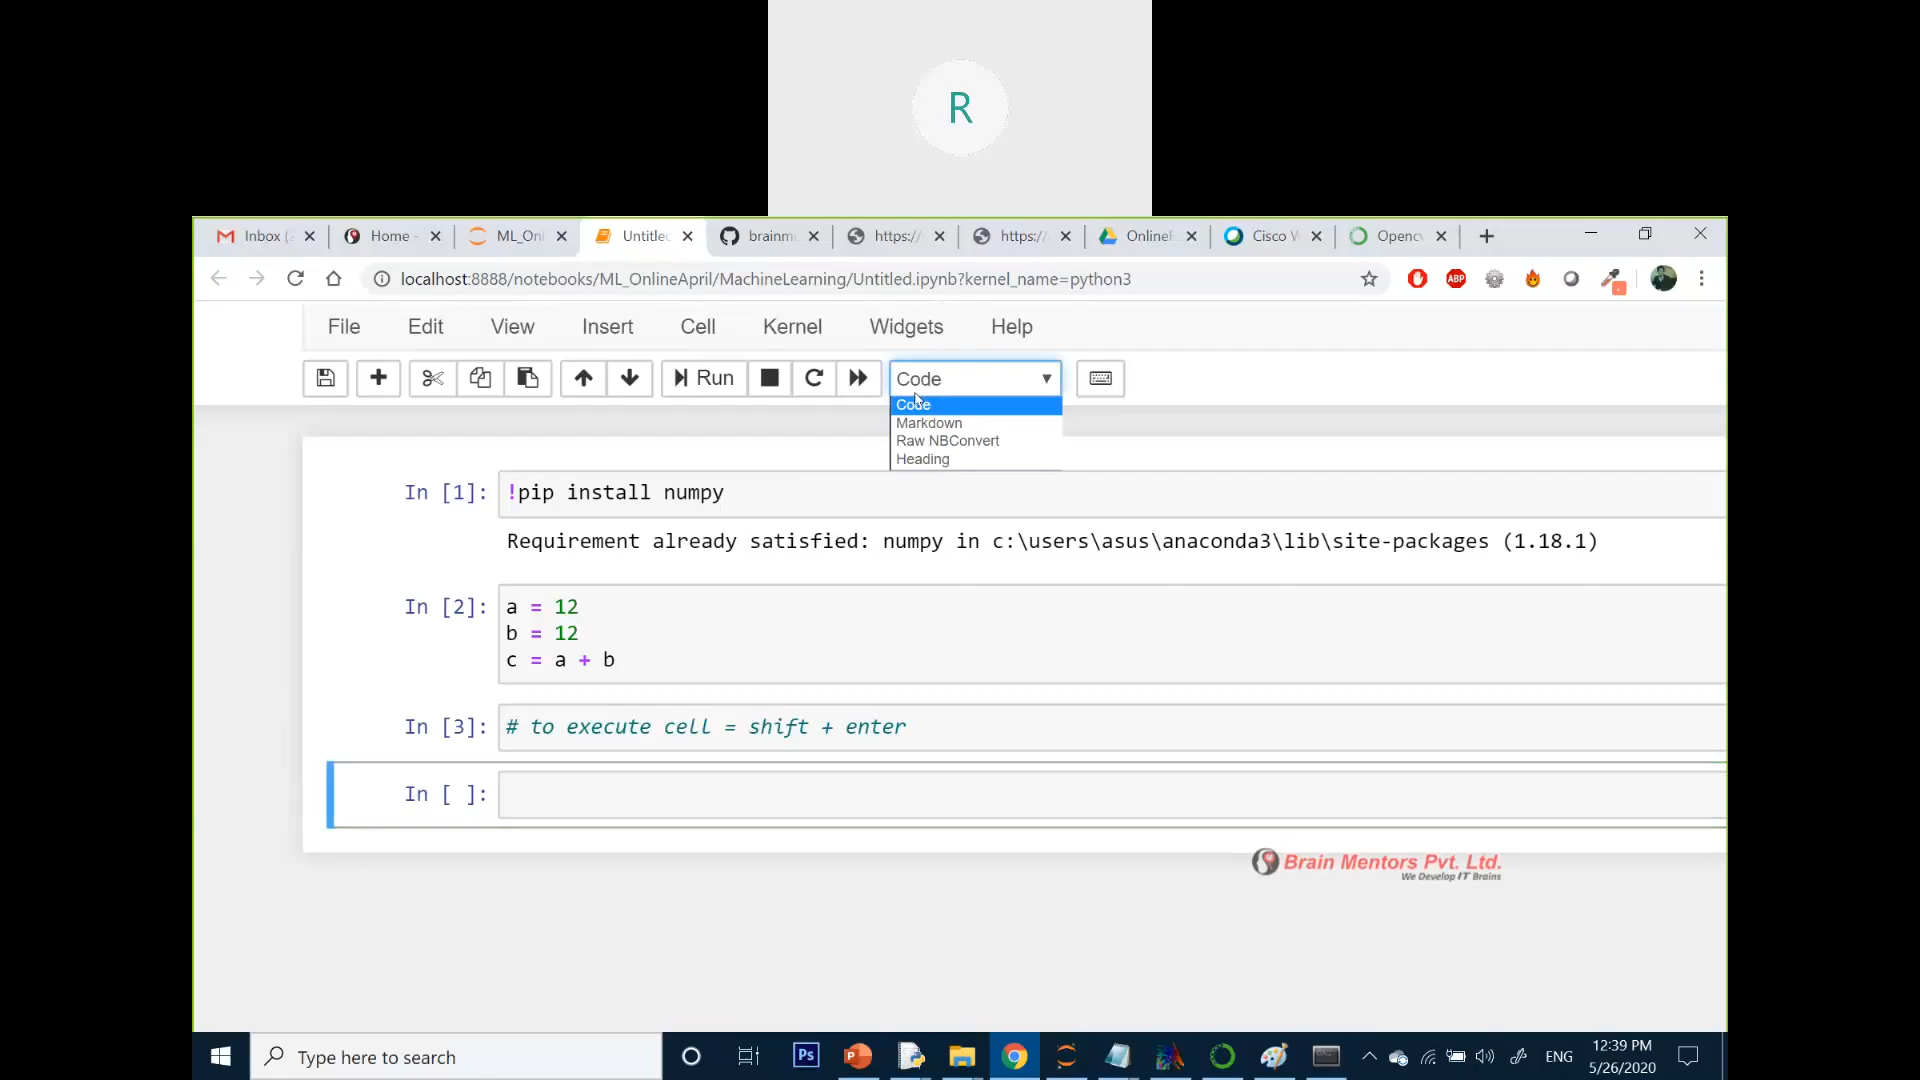 R
Inbox (
Home -
ML_Onl
Untitled
brainm
https://
https://
Online
Cisco
Openc
localhost:8888/notebooks/ML_OnlineApril/MachineLearning/Untitled.ipynb?kernel_name=python3
ABP
File Edit View Insert Cell Kernel Widgets Help
Run
Code
Code
Markdown
Raw NBConvert
Heading
In [1]: !pip install numpy
Requirement already satisfied: numpy in c:\users\asus\anaconda3\lib\site-packages (1.18.1)
In [2]: a = 12
b = 12
c = a + b
In [3]: # to execute cell = shift + enter
In [ ]:
Brain Mentors Pvt. Ltd.
We Develop IT Brains
Type here to search
Ps
P
ENG
12:39 PM
5/26/2020